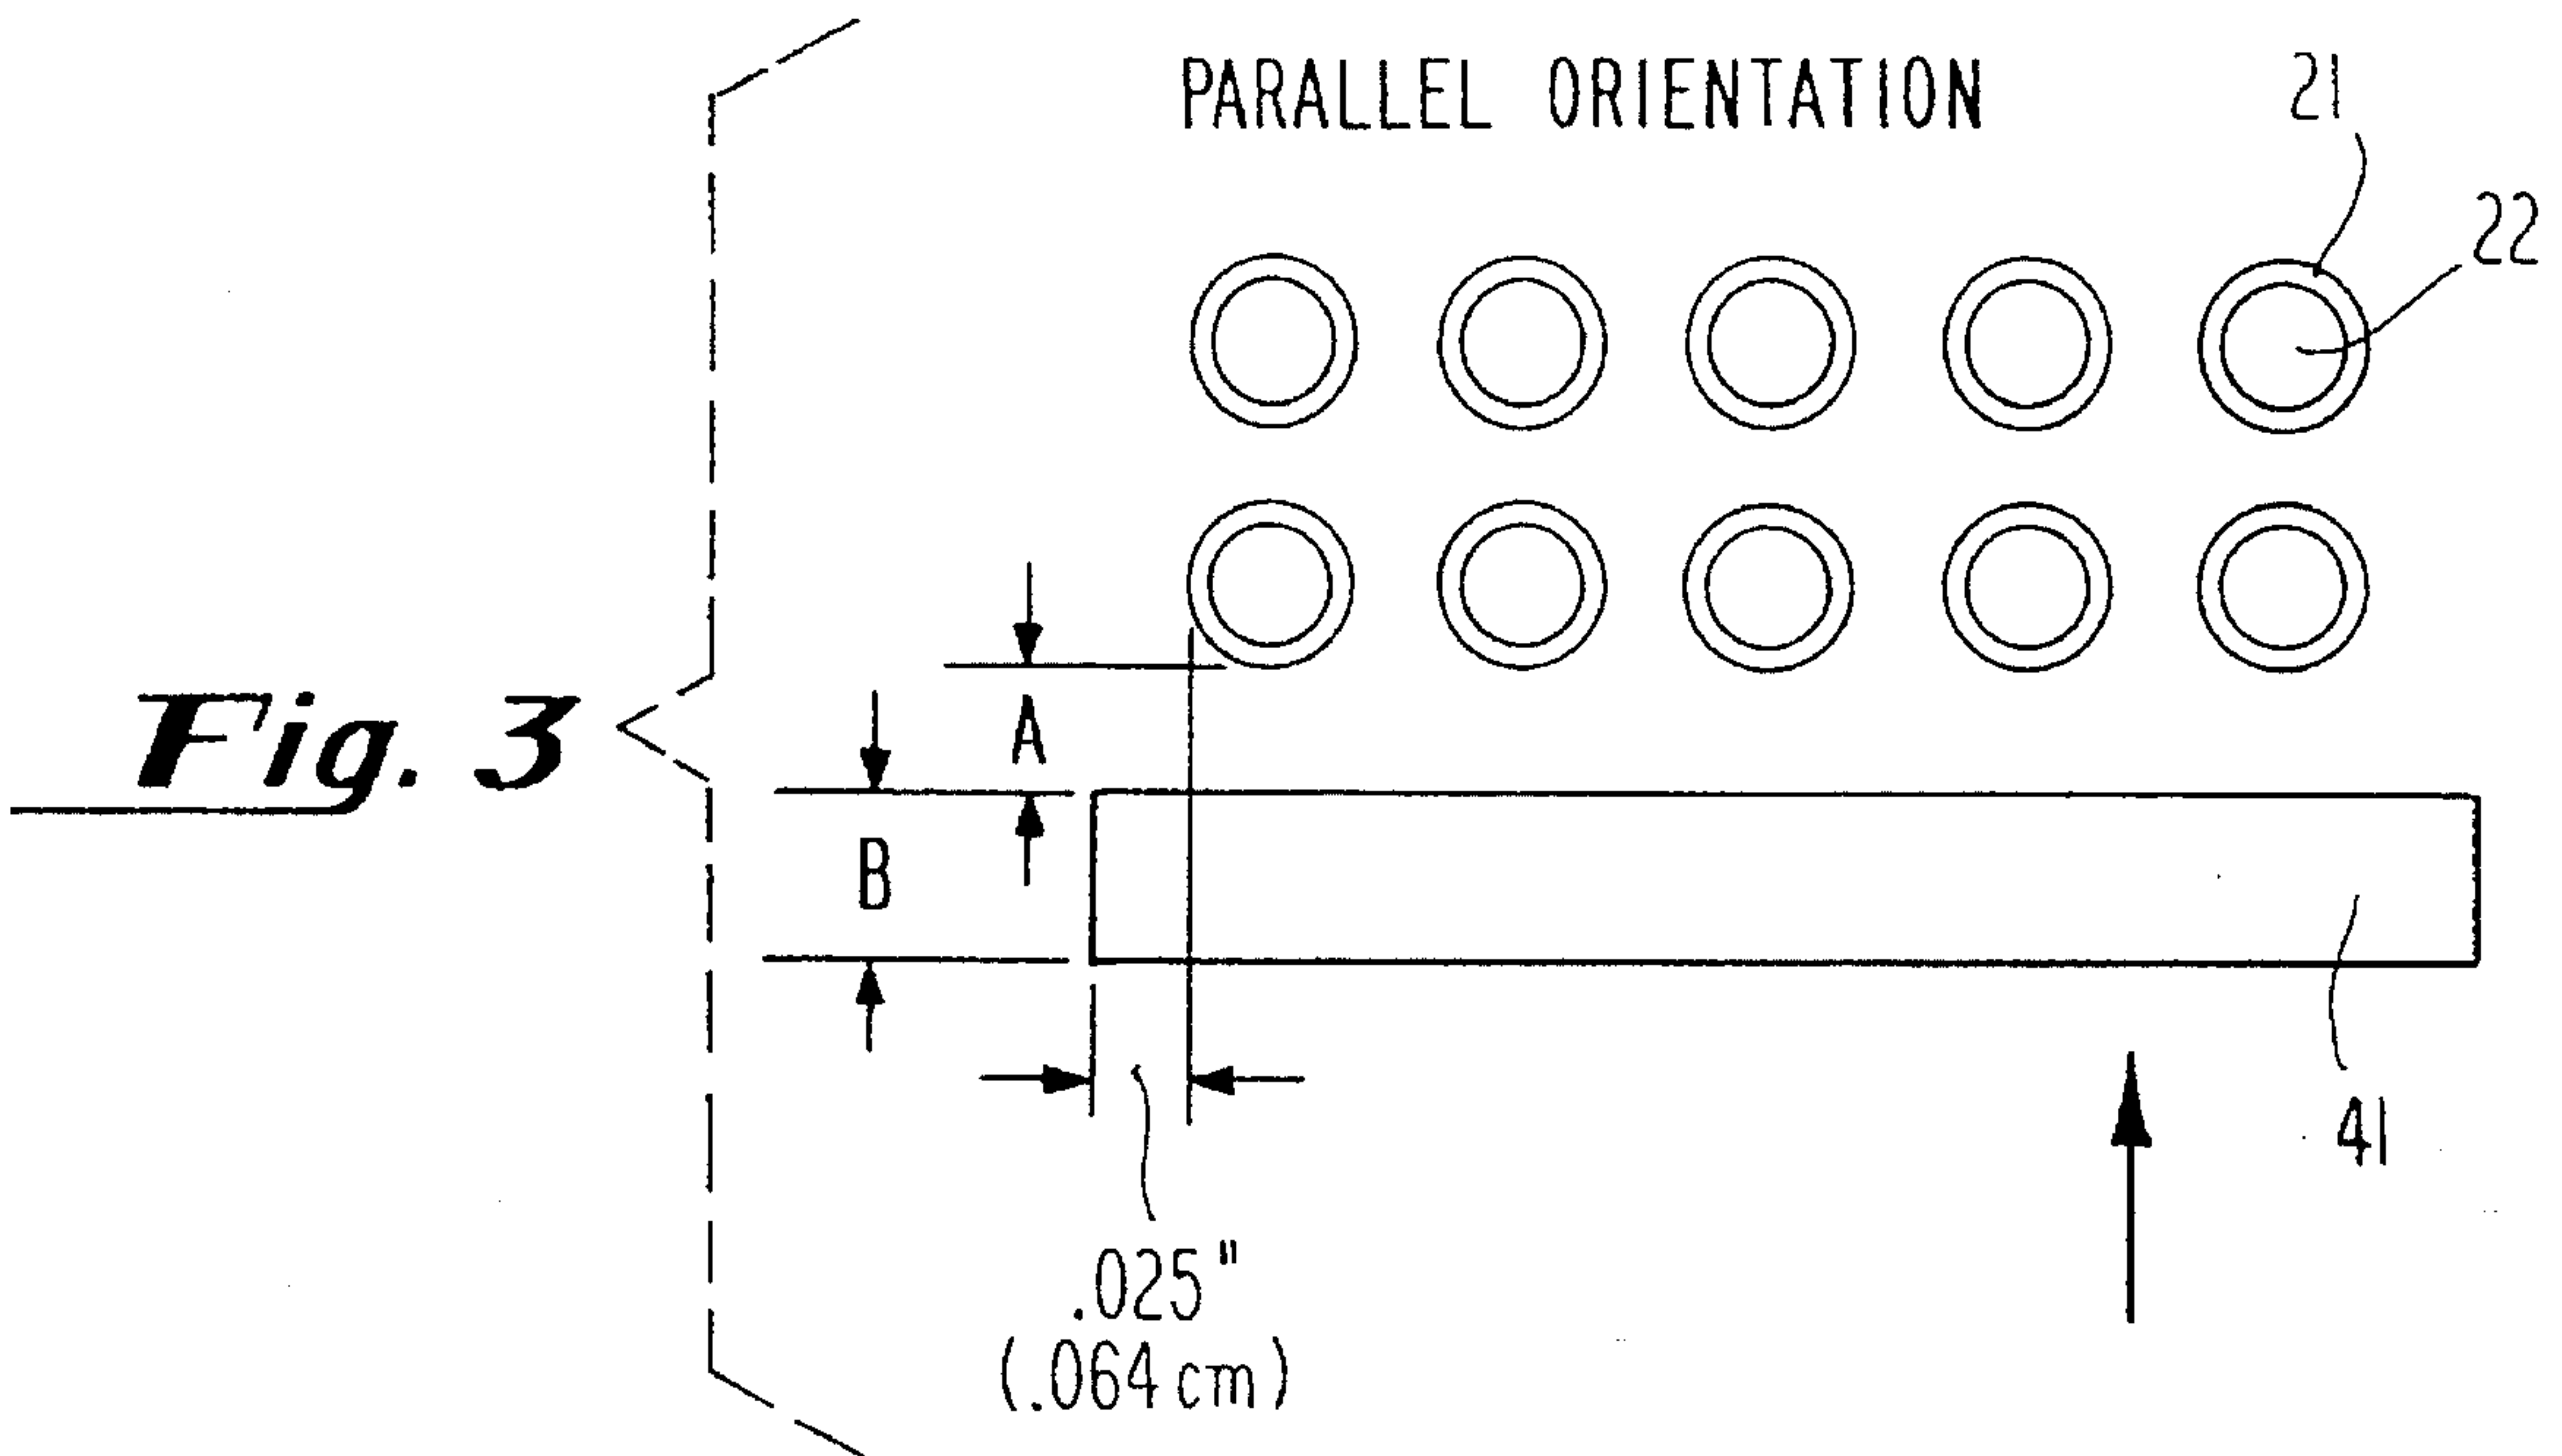 PARALLEL ORIENTATION
21
22
A
Fig. 3
B
41
.025"
(.064 cm)